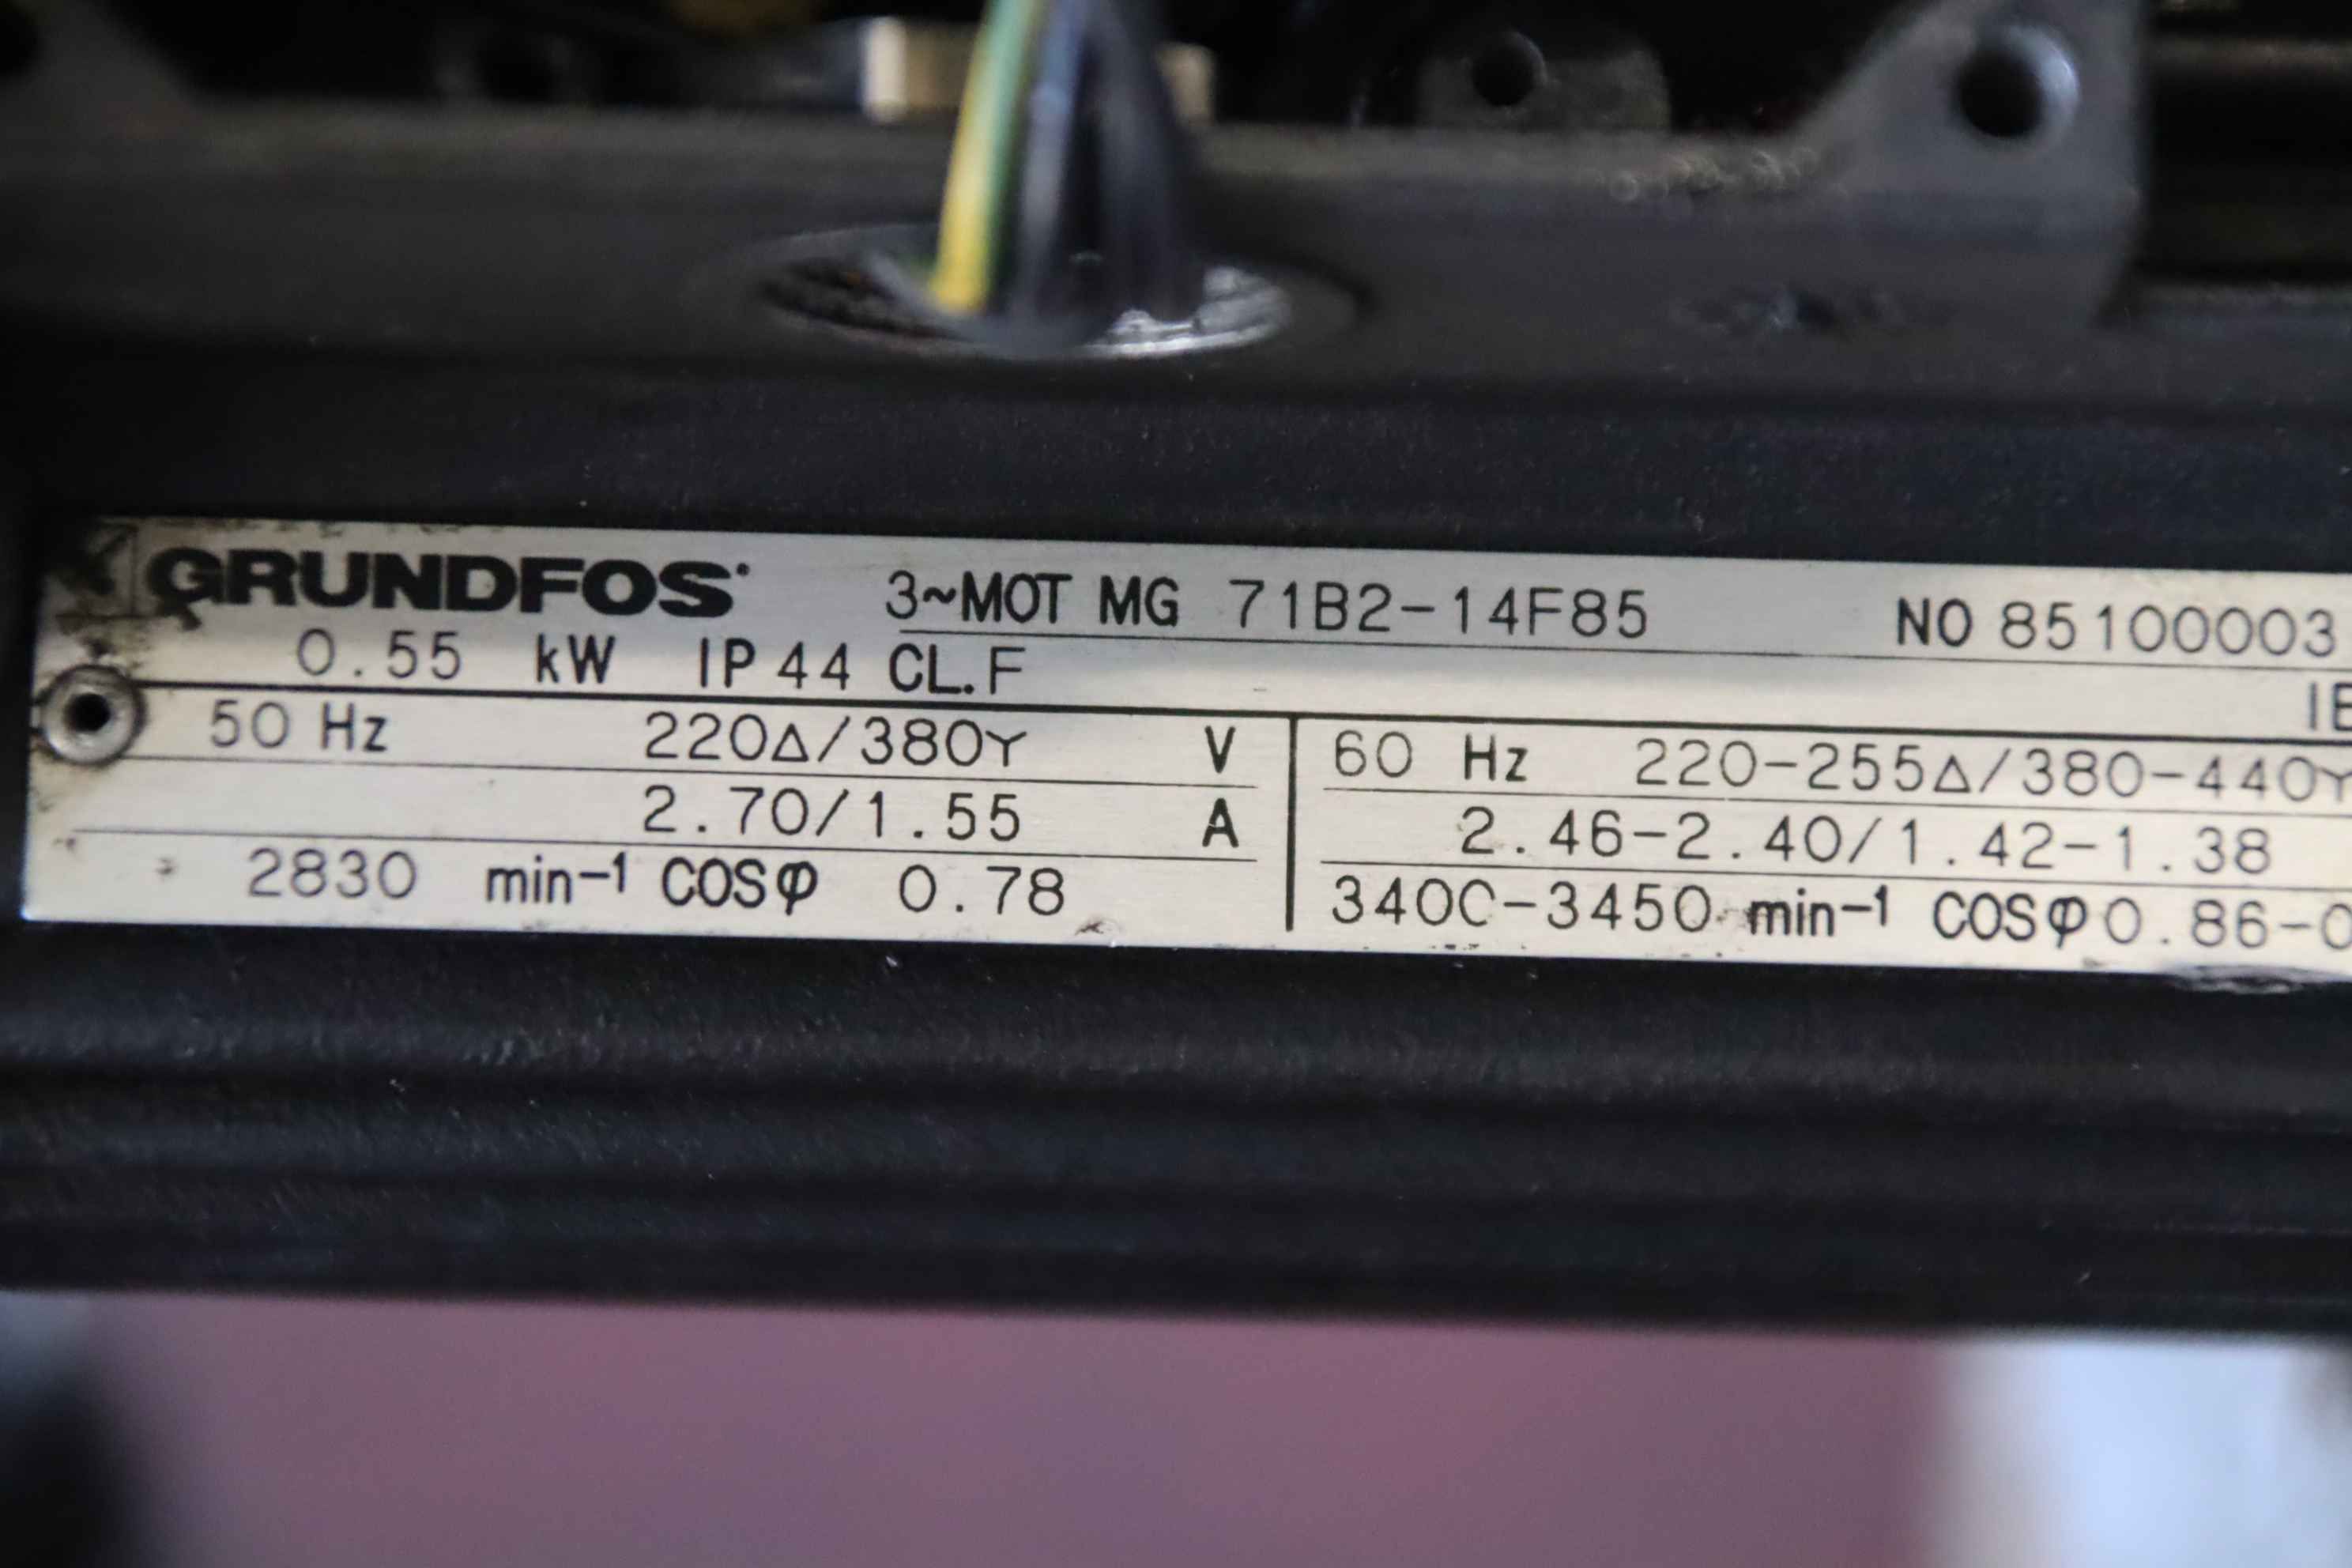 GRUNDFOS 3~MOT MG 71B2-14F85 NO 85100003
0.55 kW IP 44 CL.F
50 Hz 220Δ/380Y V
2.70/1.55 A
2830 min-1 COSφ 0.78
60 Hz 220-255Δ/380-440Y
2.46-2.40/1.42-1.38
3400-3450 min-1 COSφ 0.86-